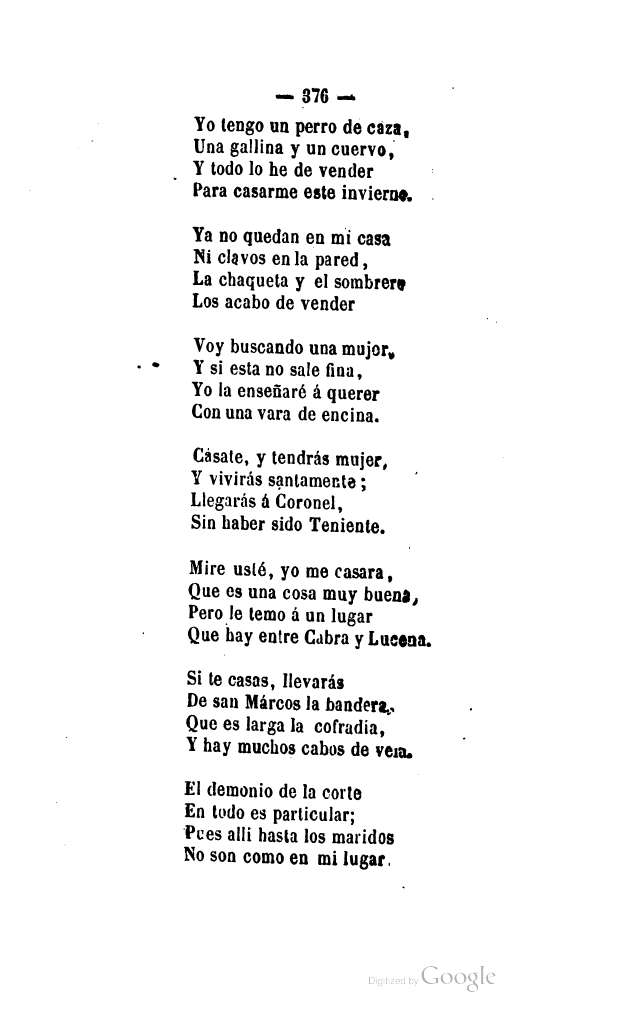 — 376 —
Yo tengo un perro de caza,
Una gallina y un cuervo,
Y todo lo he de vender
Para casarme este invierno.
Ya no quedan en mi casa
Ni clavos en la pared,
La chaqueta y el sombrero
Los acabo de vender
Voy buscando una mujor,
Y si esta no sale fina,
Yo la enseñaré á querer
Con una vara de encina.
Cásate, y tendrás mujer,
Y vivirás santamente;
Llegarás á Coronel,
Sin haber sido Teniente.
Mire usté, yo me casara,
Que es una cosa muy buena,
Pero le temo á un lugar
Que hay entre Cabra y Lucena.
Si te casas, llevarás
De san Márcos la bandera,
Que es larga la cofradia,
Y hay muchos cabos de vela.
El demonio de la corte
En todo es particular;
Pues alli hasta los maridos
No son como en mi lugar.
Digitized by Google